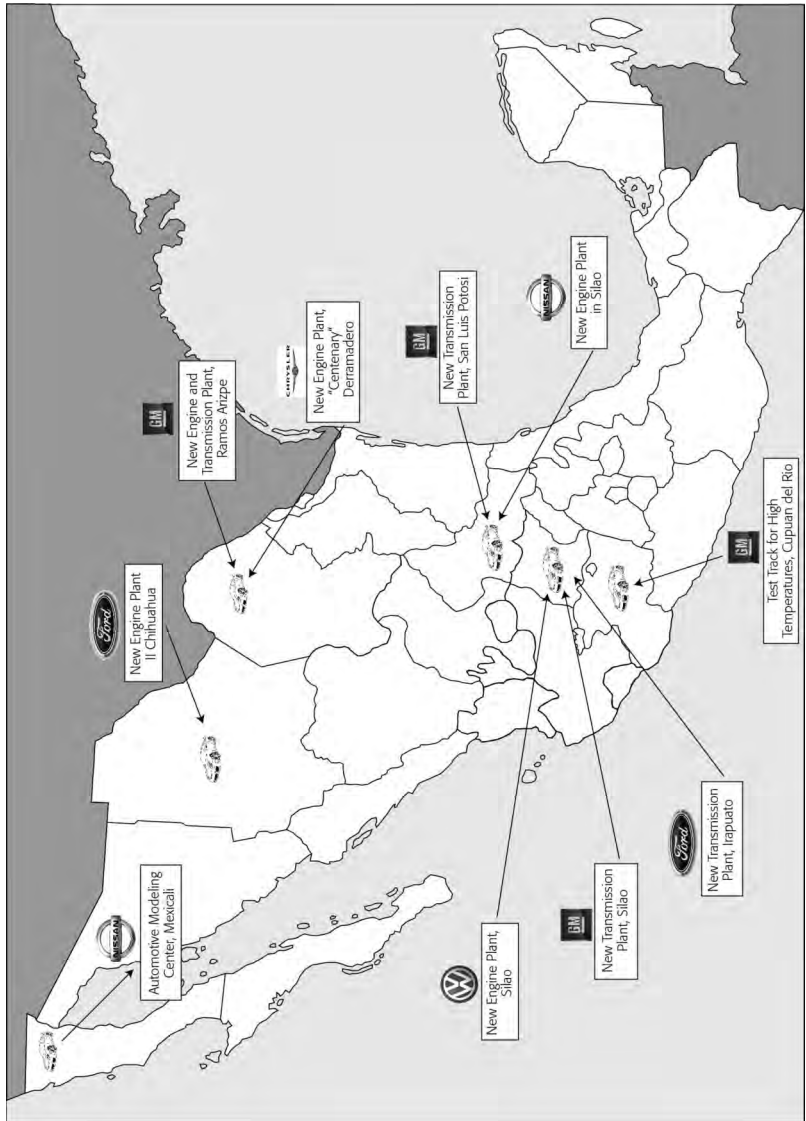 NISSAN
Automotive Modeling
Center, Mexicali
Ford
New Engine Plant
II Chihuahua
GM
New Engine and
Transmission Plant,
Ramos Arizpe
CHRYSLER
New Engine Plant,
"Centenary"
Derramadero
GM
New Transmission
Plant, San Luis Potosi
VW
New Engine Plant,
Silao
NISSAN
New Engine Plant
in Silao
GM
New Transmission
Plant, Silao
Ford
New Transmission
Plant, Irapuato
GM
Test Track for High
Temperatures, Cupuan del Rio